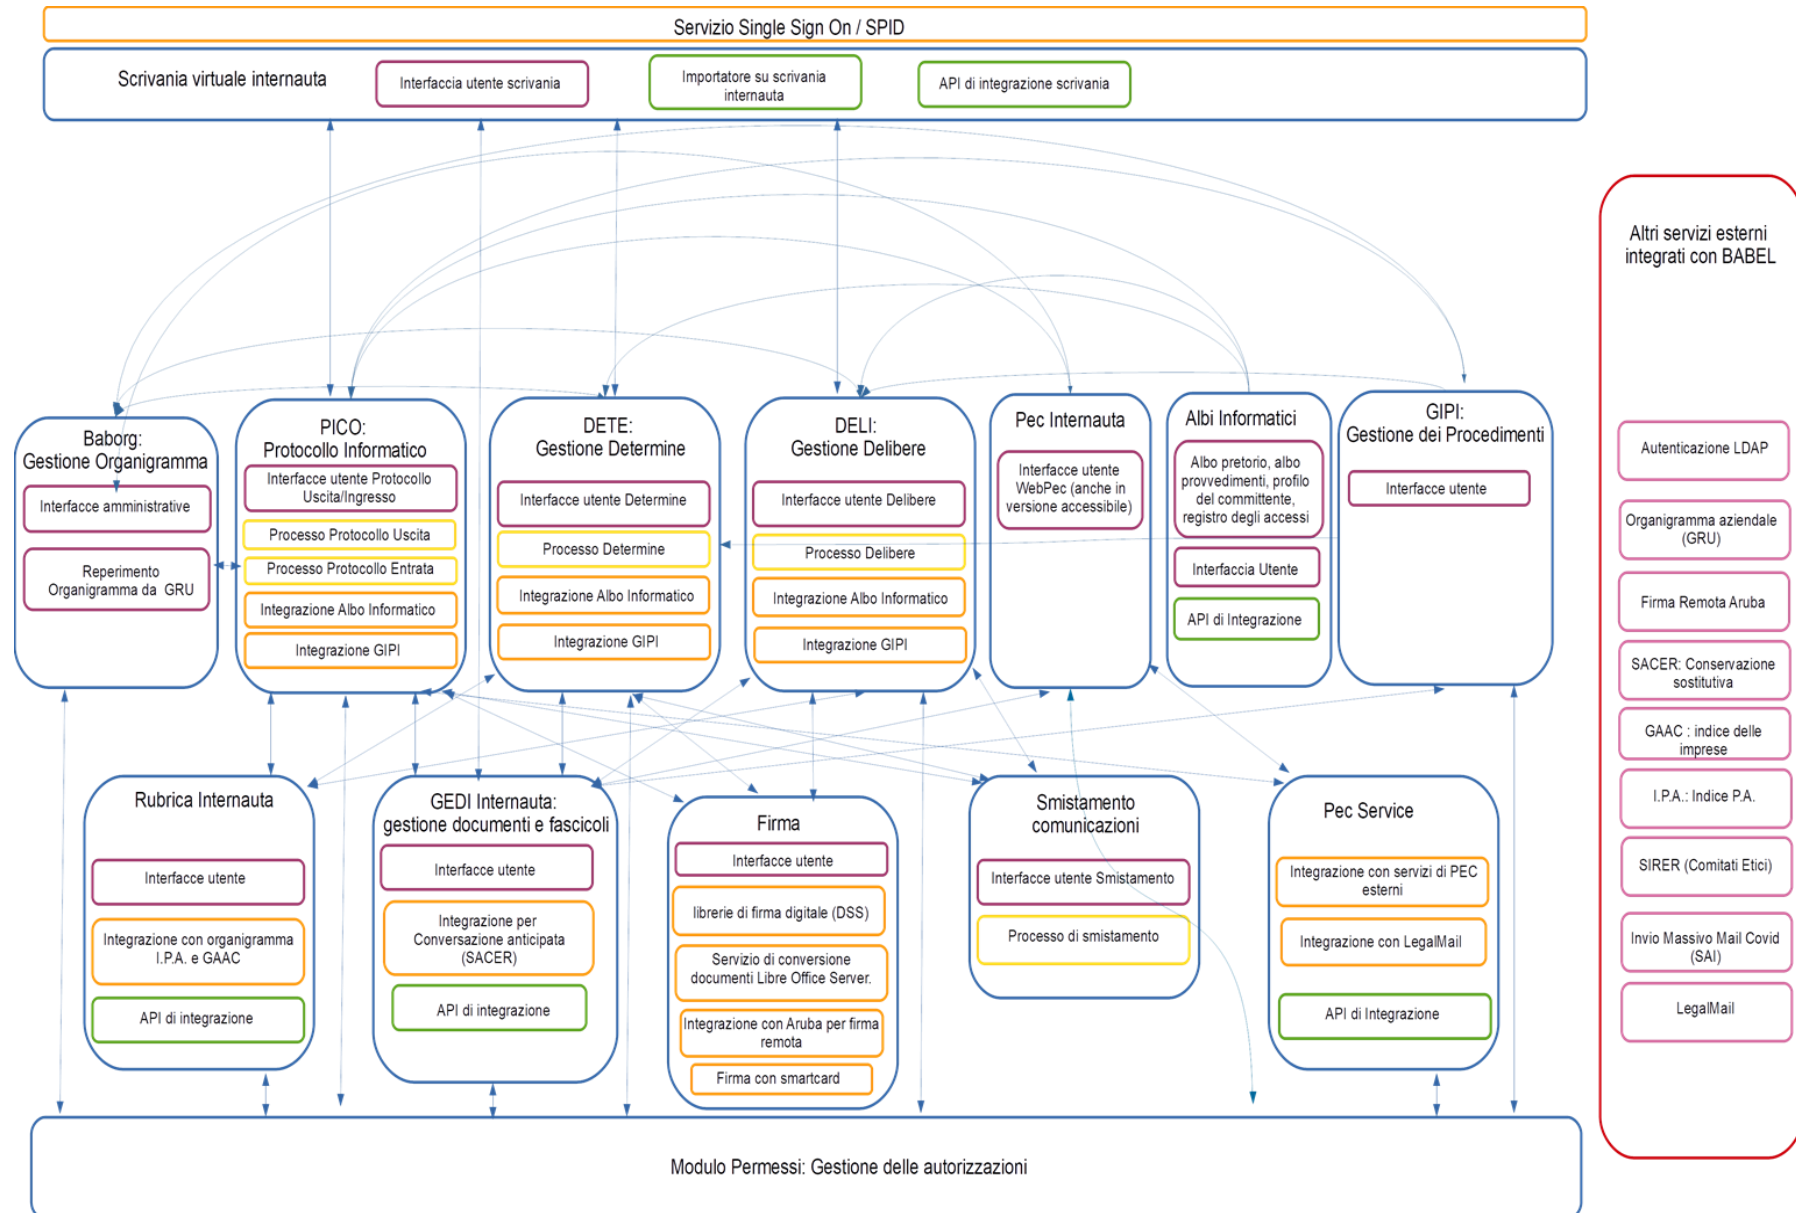 Servizio Single Sign On / SPID
Scrivania virtuale internauta
Interfaccia utente scrivania
Importatore su scrivania
internauta
API di integrazione scrivania
Altri servizi esterni
integrati con BABEL
Baborg:
Gestione Organigramma
Interfacce amministrative
Reperimento
Organigramma da GRU
PICO:
Protocollo Informatico
Interfacce utente Protocollo
Uscita/Ingresso
Processo Protocollo Uscita
Processo Protocollo Entrata
Integrazione Albo Informatico
Integrazione GIPI
DETE:
Gestione Determine
Interfacce utente Determine
Processo Determine
Integrazione Albo Informatico
Integrazione GIPI
DELI:
Gestione Delibere
Interfacce utente Delibere
Processo Delibere
Integrazione Albo Informatico
Integrazione GIPI
Pec Internauta
Interfacce utente
WebPec (anche in
versione accessibile)
Albi Informatici
Albo pretorio, albo
provvedimenti, profilo
del committente,
registro degli accessi
Interfaccia Utente
API di Integrazione
GIPI:
Gestione dei Procedimenti
Interfacce utente
Autenticazione LDAP
Organigramma aziendale
(GRU)
Firma Remota Aruba
SACER: Conservazione
sostitutiva
GAAC : indice delle
imprese
I.P.A.: Indice P.A.
SIRER (Comitati Etici)
Invio Massivo Mail Covid
(SAI)
LegalMail
Rubrica Internauta
Interfacce utente
Integrazione con organigramma
I.P.A. e GAAC
API di integrazione
GEDI Internauta:
gestione documenti e fascicoli
Interfacce utente
Integrazione per
Conversazione anticipata
(SACER)
API di integrazione
Firma
Interfacce utente
librerie di firma digitale (DSS)
Servizio di conversione
documenti Libre Office Server.
Integrazione con Aruba per firma
remota
Firma con smartcard
Smistamento
comunicazioni
Interfacce utente Smistamento
Processo di smistamento
Pec Service
Integrazione con servizi di PEC
esterni
Integrazione con LegalMail
API di Integrazione
Modulo Permessi: Gestione delle autorizzazioni